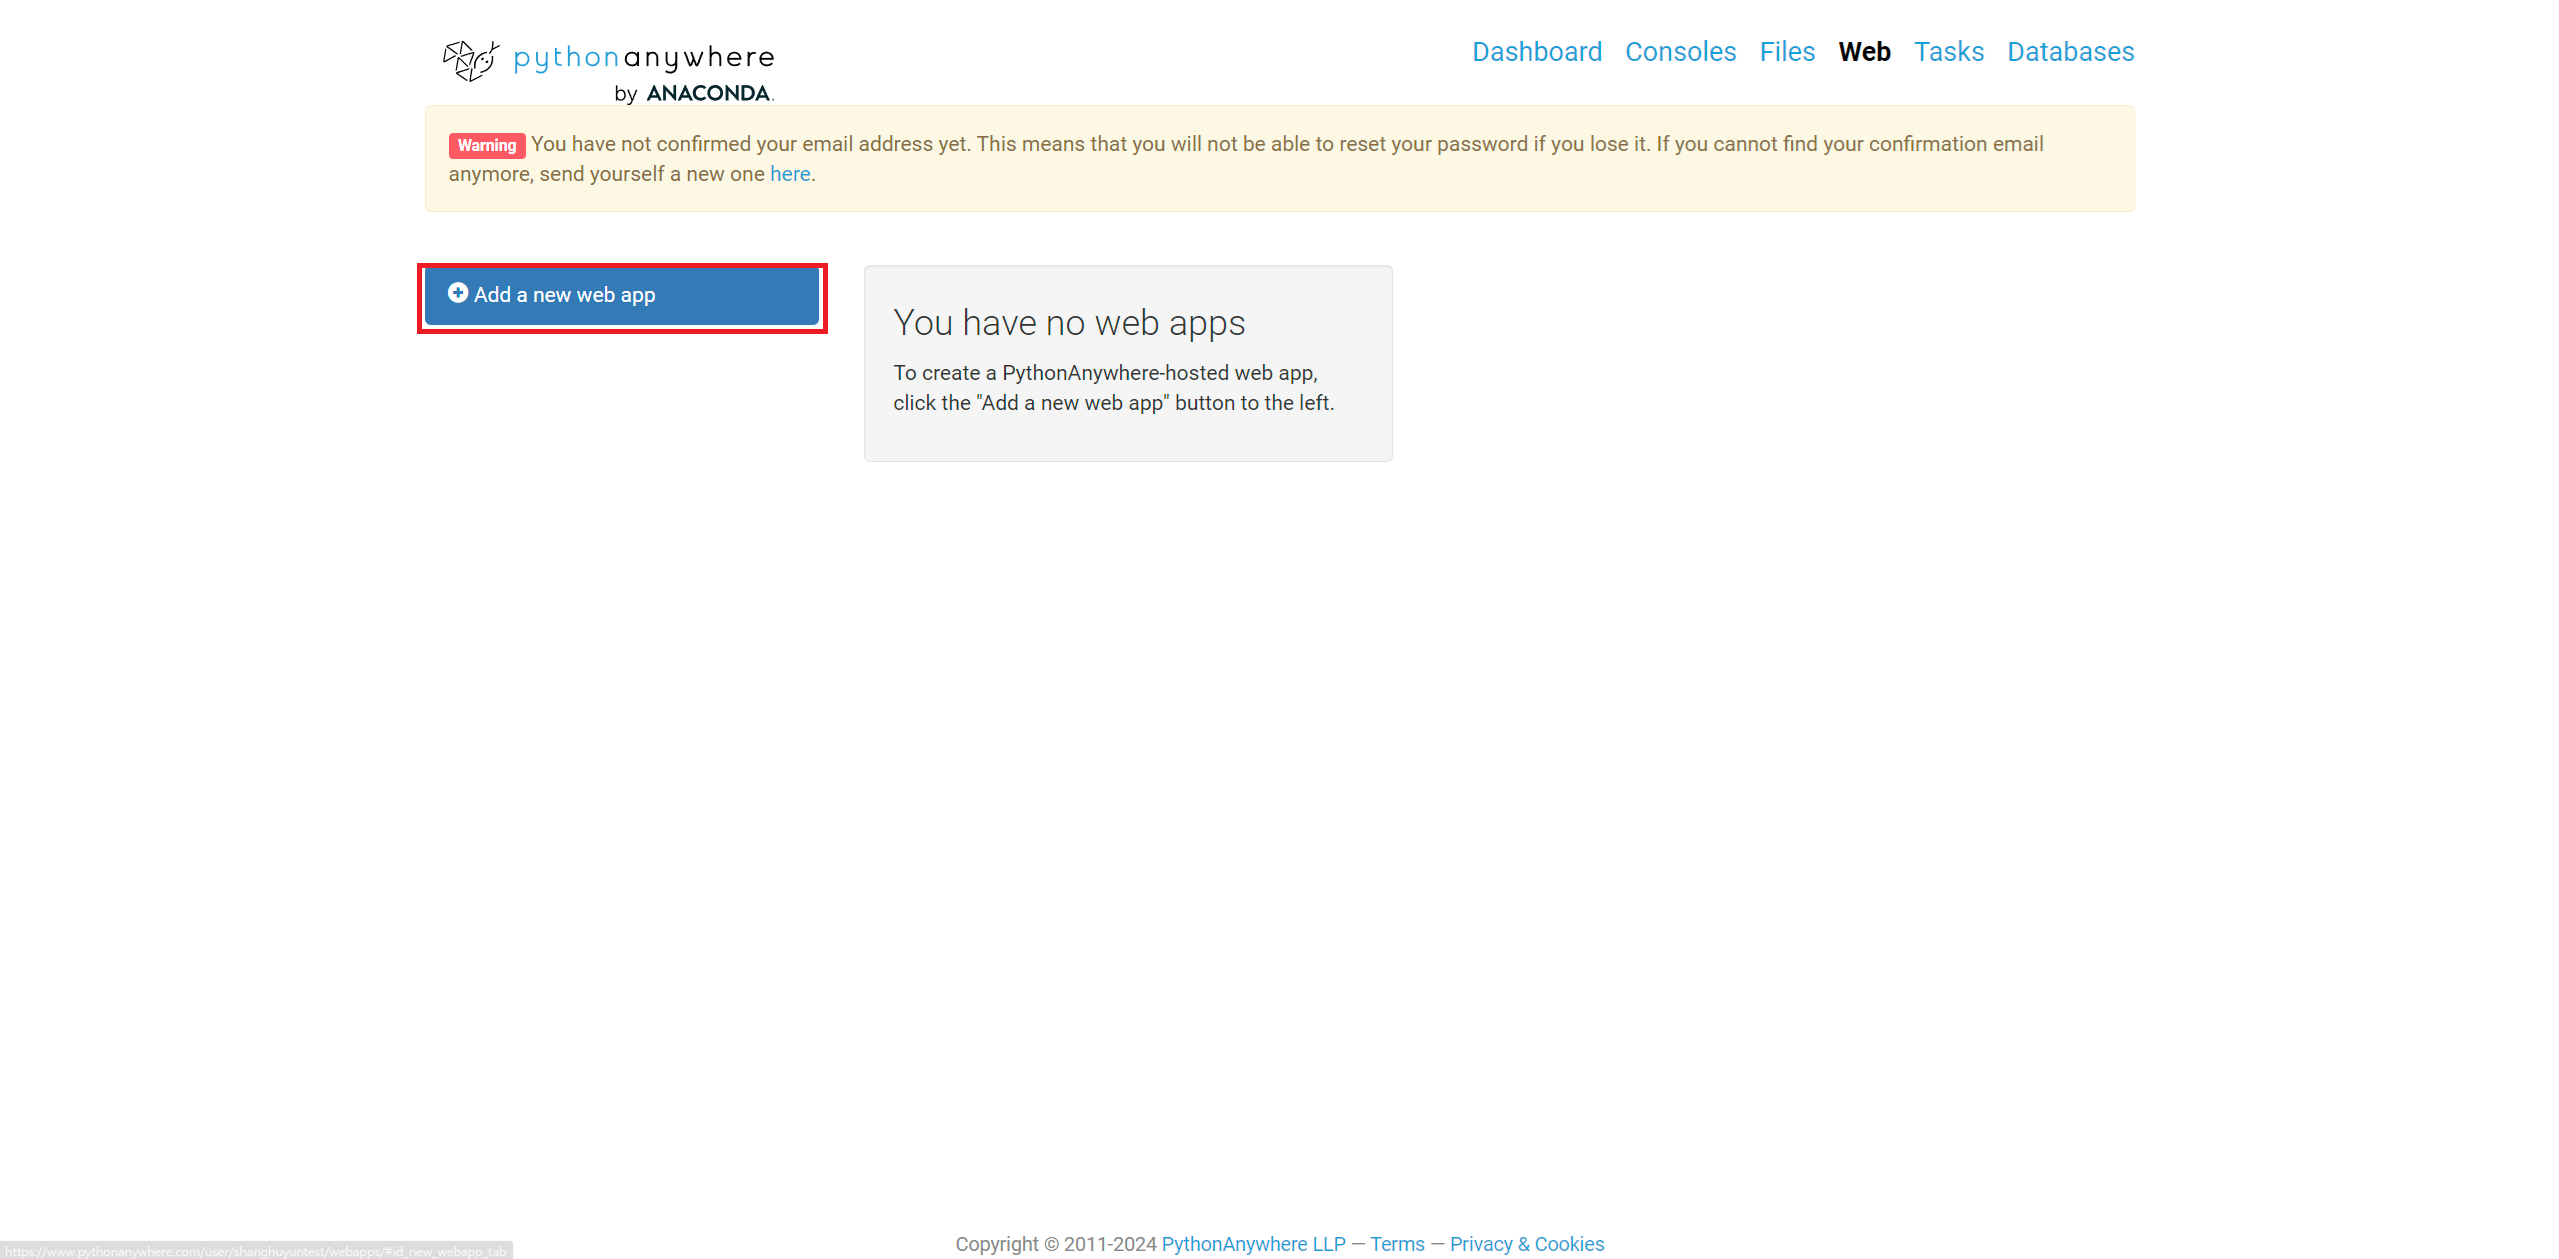 pythonanywhere
by ANACONDA.
Dashboard Consoles Files Web Tasks Databases
Warning You have not confirmed your email address yet. This means that you will not be able to reset your password if you lose it. If you cannot find your confirmation email
anymore, send yourself a new one here.
Add a new web app
You have no web apps
To create a PythonAnywhere-hosted web app,
click the "Add a new web app" button to the left.
Copyright © 2011-2024 PythonAnywhere LLP — Terms — Privacy & Cookies
https://www.pythonanywhere.com/user/shanghuyuntest/webapps/#id_new_webapp_tab